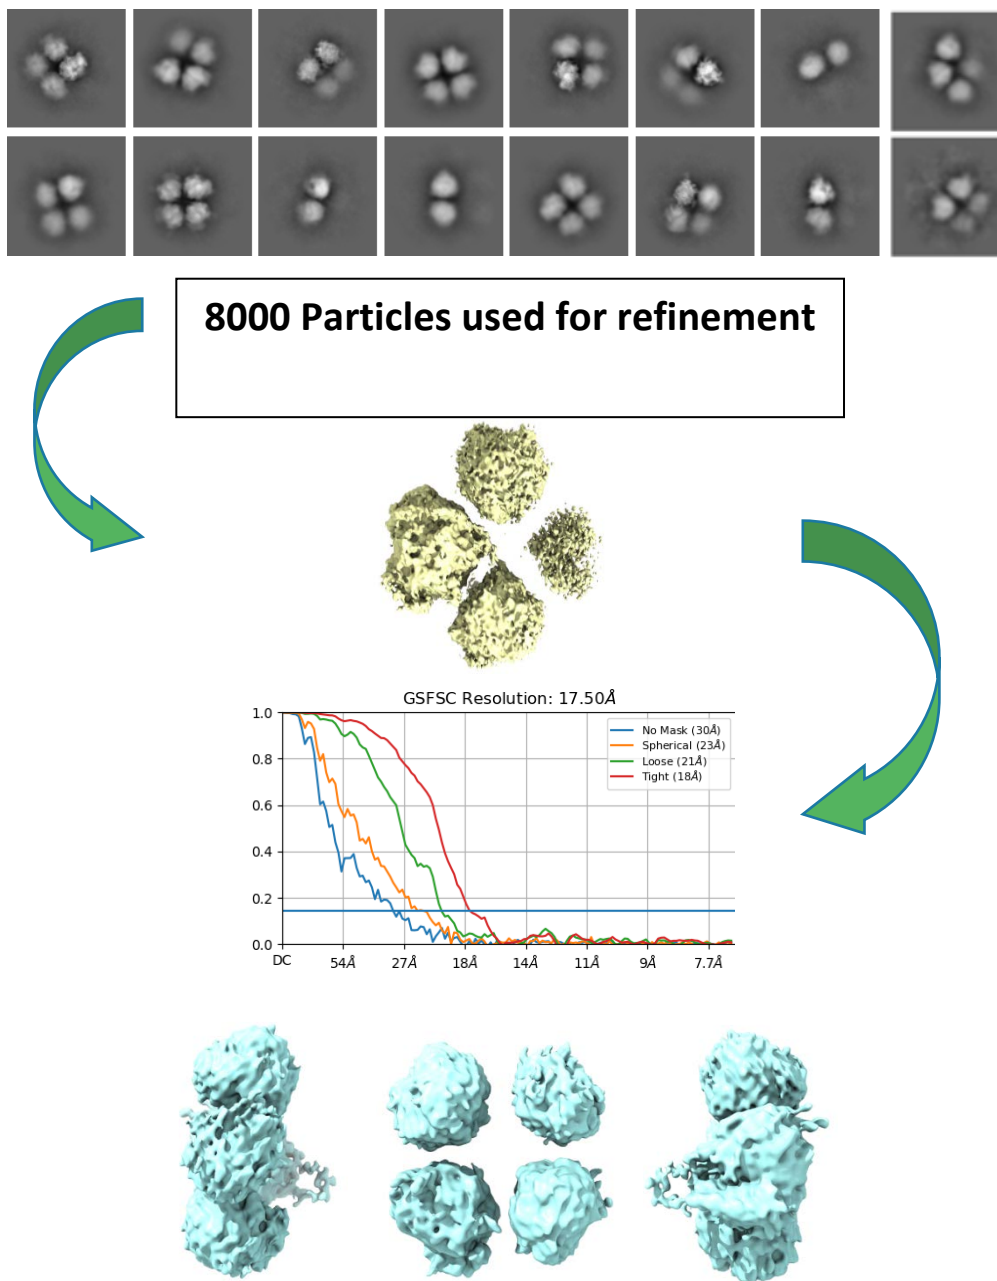 8000 Particles used for refinement
GSFSC Resolution: 17.50Å
1.0
0.8
0.6
0.4
0.2
0.0
No Mask (30Å)
Spherical (23Å)
Loose (21Å)
Tight (18Å)
DC 54Å 27Å 18Å 14Å 11Å 9Å 7.7Å